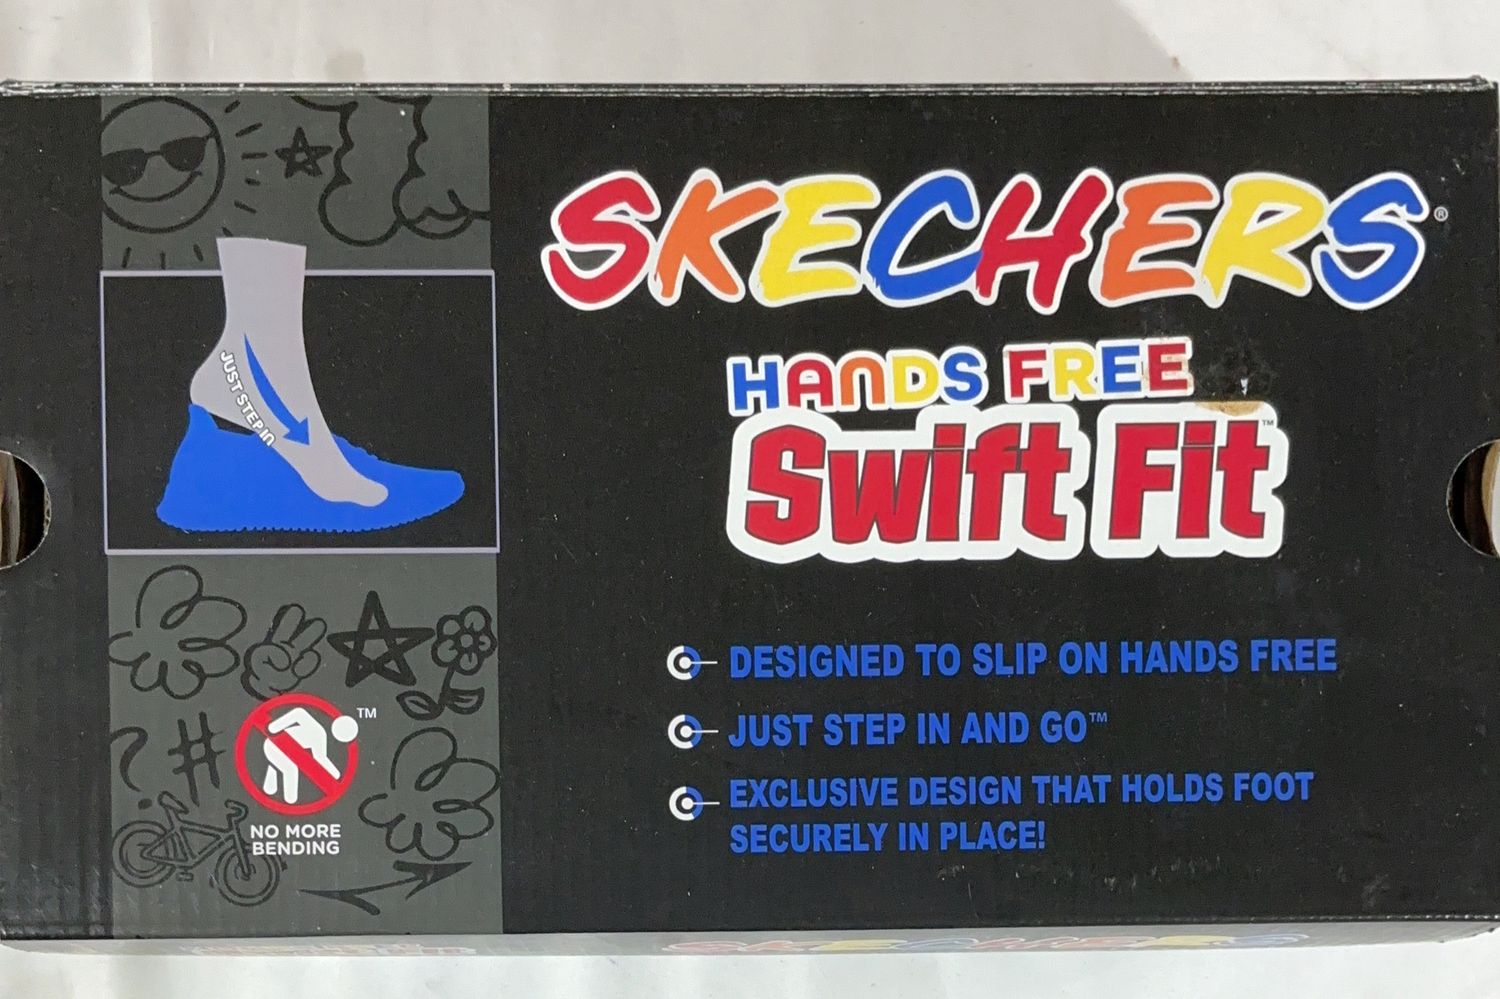 SKECHERS®
HANDS FREE
Swift Fit™
JUST STEP IN
DESIGNED TO SLIP ON HANDS FREE
JUST STEP IN AND GO™
EXCLUSIVE DESIGN THAT HOLDS FOOT
SECURELY IN PLACE!
? #
™
NO MORE
BENDING
SKECHERS